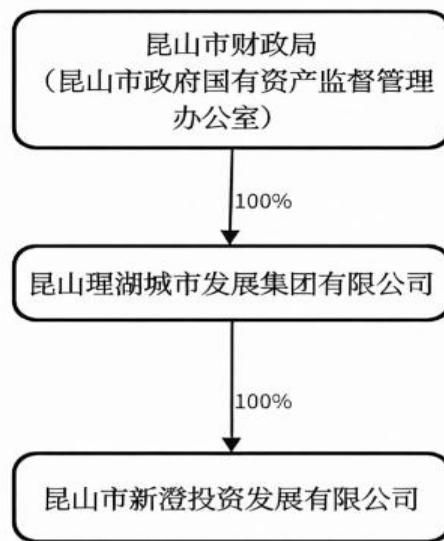 昆山市财政局
（昆山市政府国有资产监督管理
办公室）
100%
昆山瑆湖城市发展集团有限公司
100%
昆山市新澄投资发展有限公司